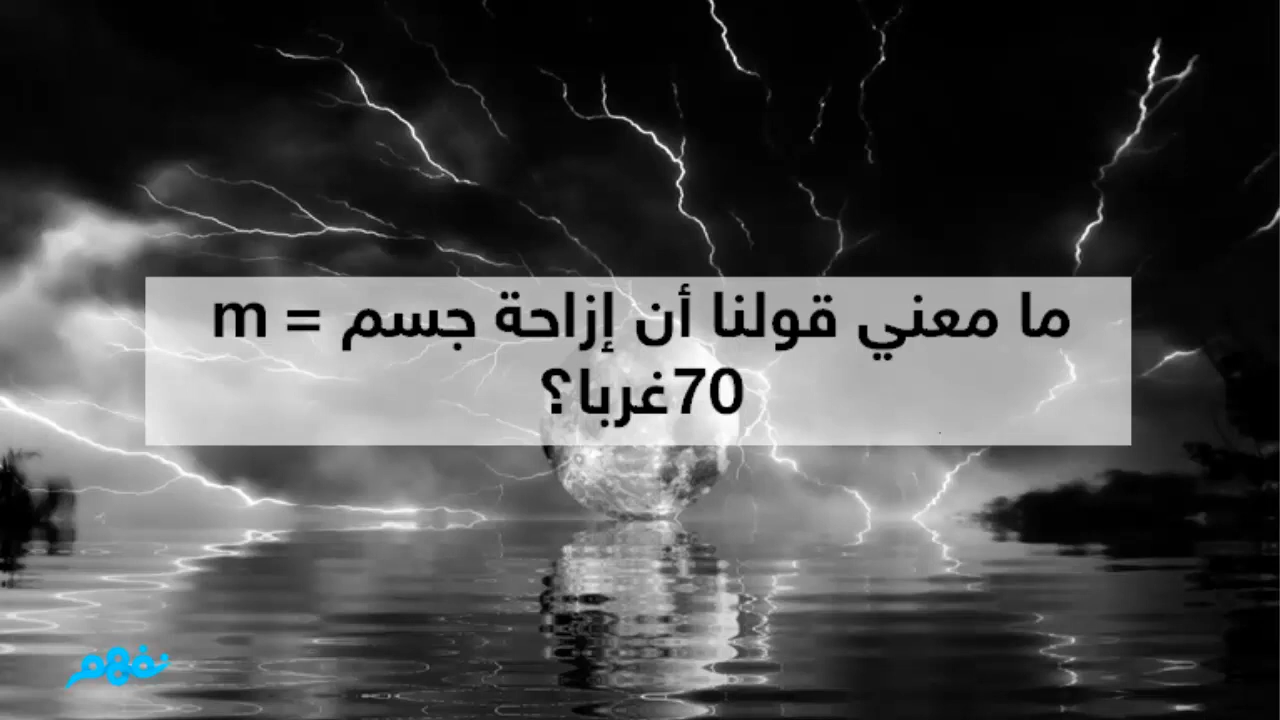 ما معني قولنا أن إزاحة جسم = m
70غربا؟
نفهم